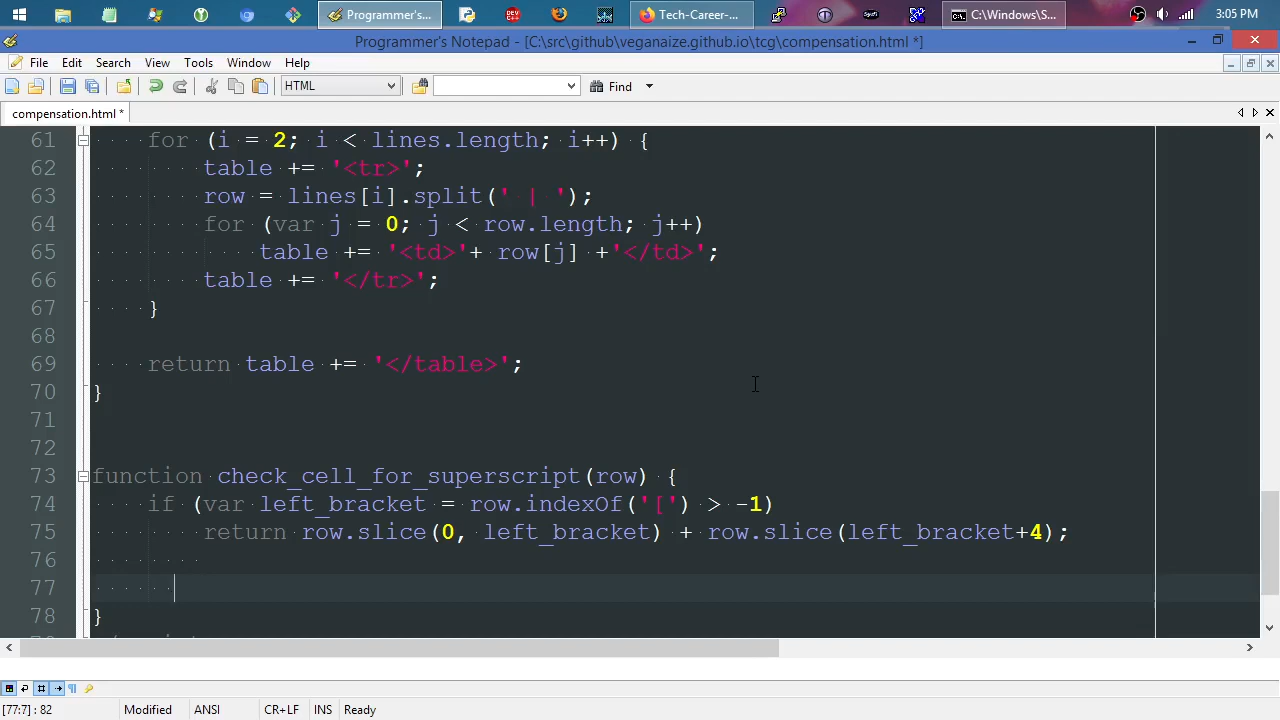 Programmer's...
Tech-Career-...
C:\Windows\S...
3:05 PM
Programmer's Notepad - [C:\src\github\veganaize.github.io\tcg\compensation.html *]
File Edit Search View Tools Window Help
HTML
Find
compensation.html *
61 for (i = 2; i < lines.length; i++) {
62 table += '<tr>';
63 row = lines[i].split(' | ');
64 for (var j = 0; j < row.length; j++)
65 table += '<td>'+ row[j] +'</td>';
66 table += '</tr>';
67 }
68
69 return table += '</table>';
70 }
71
72
73 function check_cell_for_superscript(row) {
74 if (var left_bracket = row.indexOf('[') > -1)
75 return row.slice(0, left_bracket) + row.slice(left_bracket+4);
76
77
78 }
[77:7] : 82 Modified ANSI CR+LF INS Ready